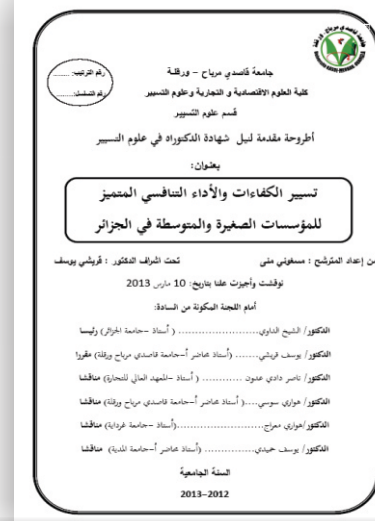 جامعة قاصدي مرباح – ورقلـة
رقم الترتيب: ........
كلية العلوم الاقتصادية و التجارية وعلوم التسيير
رقم التسلسل: ........
قسم علوم التسيير
أطروحة مقدمة لنيل شهادة الدكتوراه في علوم التسيير
بعنوان:
تسيير الكفاءات والأداء التنافسي المتميز
للمؤسسات الصغيرة والمتوسطة في الجزائر
من إعداد المترشح : مسغوني منى
تحت اشراف الدكتور : قريشي يوسف
نوقشت وأجيزت علنا بتاريخ: 10 مارس 2013
أمام اللجنة المكونة من السادة:
الدكتور/ الشيخ الداوي........................ ( أستاذ –جامعة الجزائر) رئيسا
الدكتور/ يوسف قريشي....... (أستاذ محاضر أ–جامعة قاصدي مرباح ورقلة) مقررا
الدكتور/ ناصر دادي عدون ............ ( أستاذ –المعهد العالي للتجارة) مناقشا
الدكتور/ هواري سويسي....( أستاذ محاضر أ–جامعة قاصدي مرباح ورقلة) مناقشا
الدكتور/هواري معراج.........................(أستاذ –جامعة غرداية) مناقشا
الدكتور/ يوسف حميدي................ (أستاذ محاضر أ–جامعة المدية) مناقشا
السنة الجامعية
2013–2012